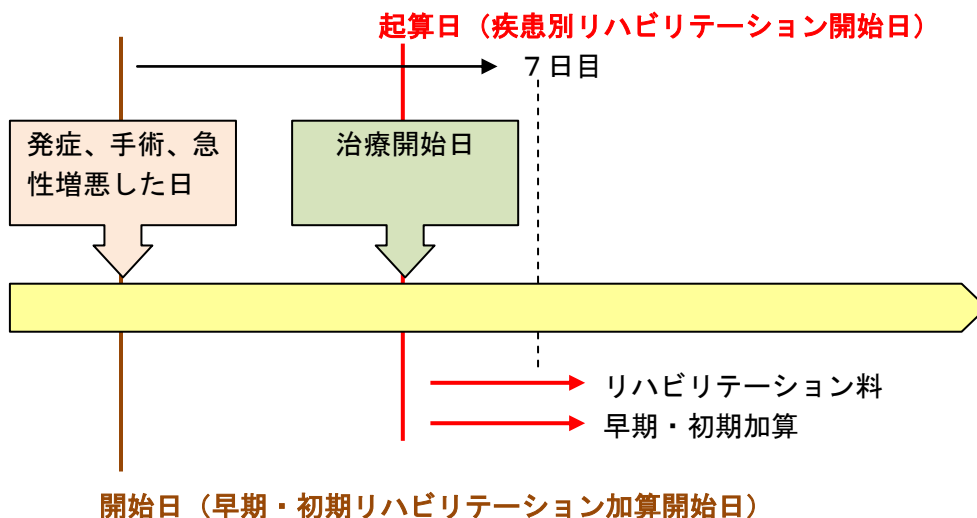 起算日（疾患別リハビリテーション開始日）
７日目
発症、手術、急
性増悪した日
治療開始日
リハビリテーション料
早期・初期加算
開始日（早期・初期リハビリテーション加算開始日）